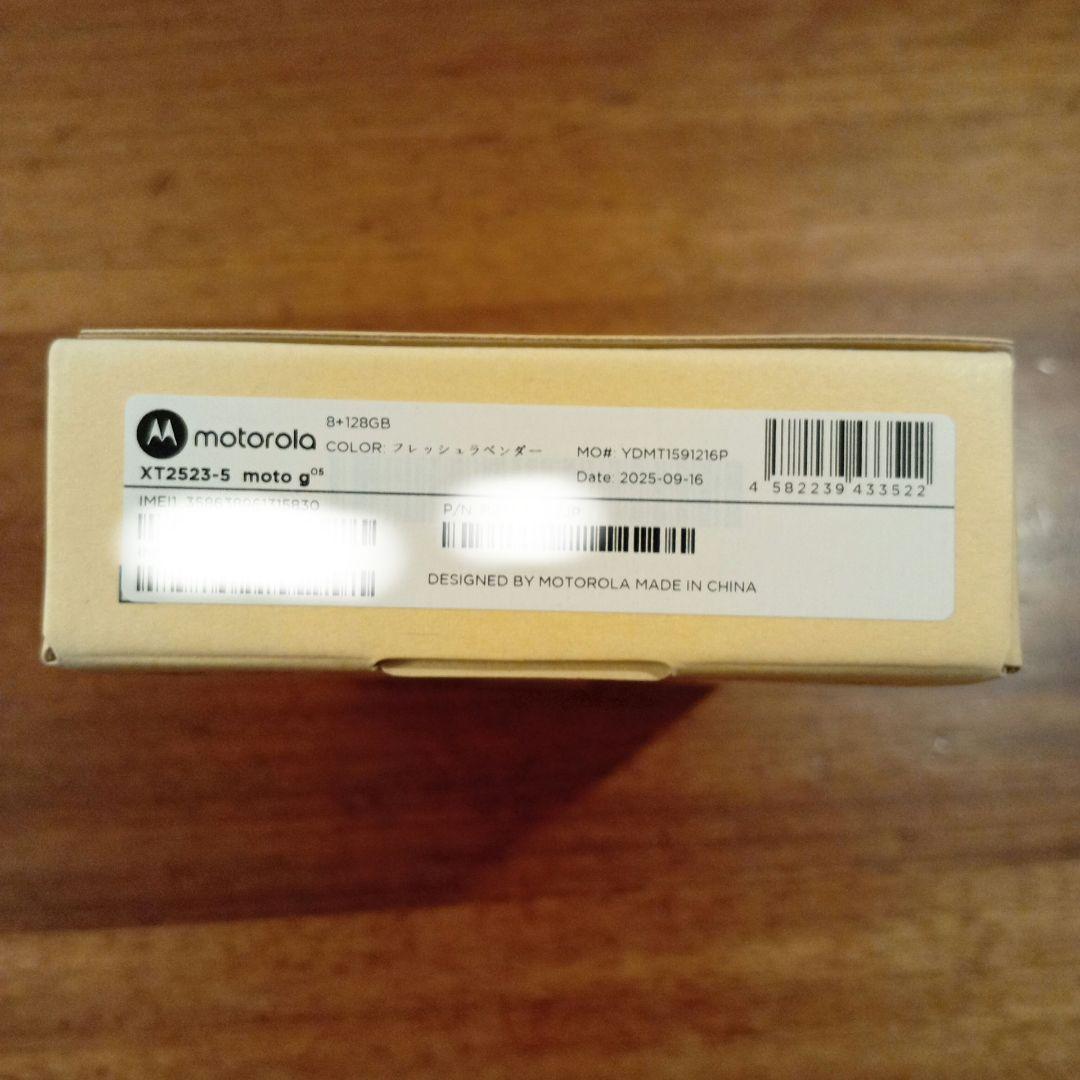 motorola
8+128GB
COLOR: フレッシュラベンダー
XT2523-5 moto g05
MO#: YDMT1591216P
Date: 2025-09-16
4 582239 433522
IMEI1
P/N
DESIGNED BY MOTOROLA MADE IN CHINA